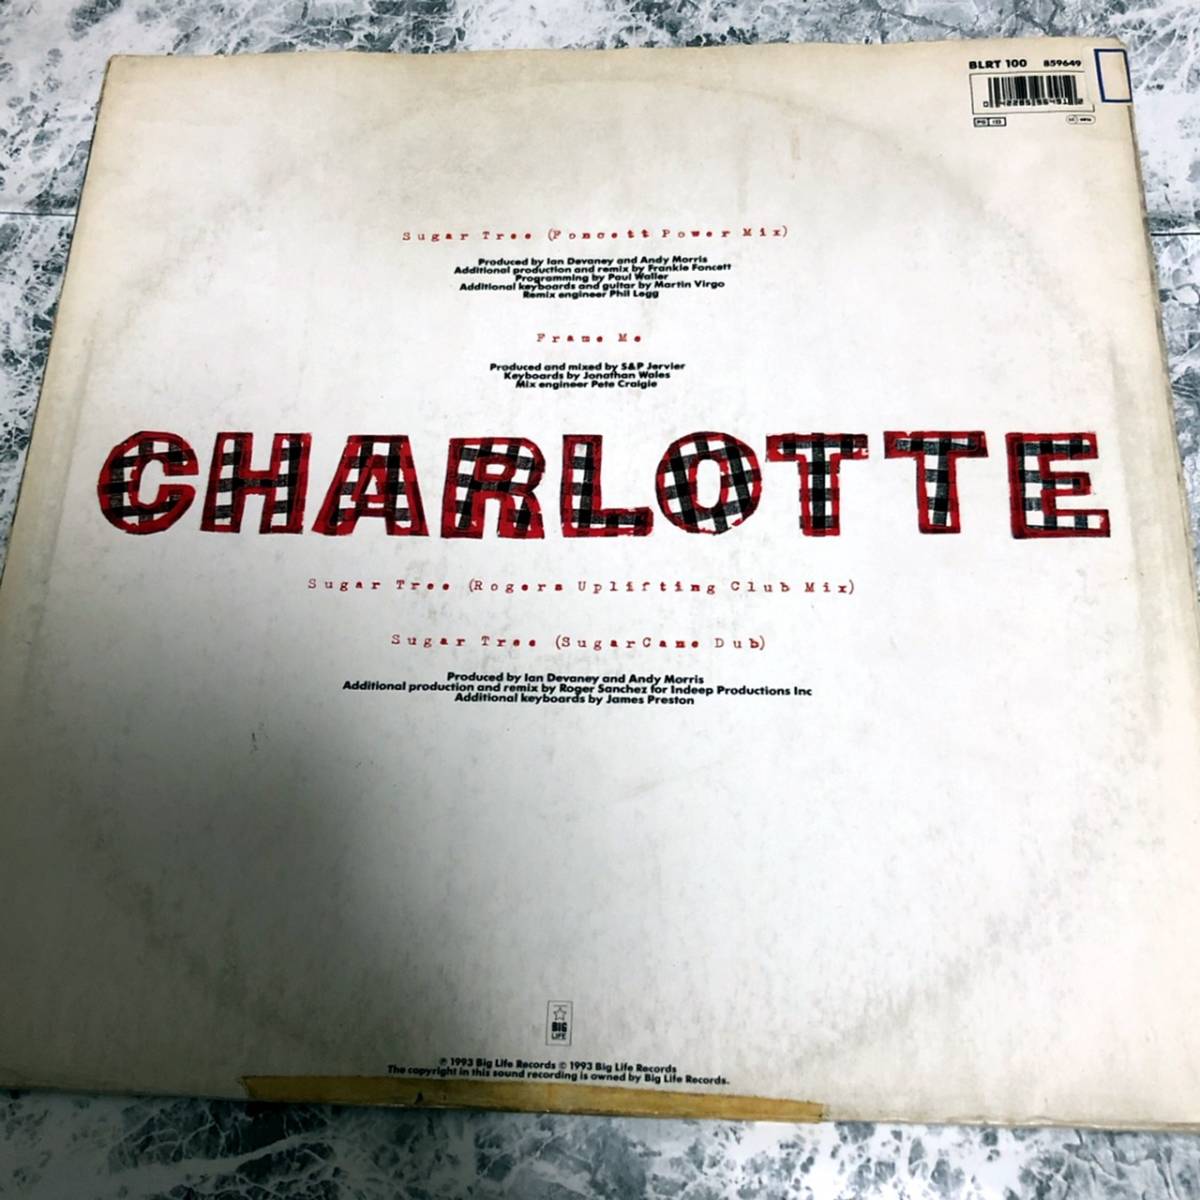 BLRT 100 859649
Sugar Tree (Foncett Power Mix)
Produced by Ian Devaney and Andy Morris
Additional production and remix by Frankie Foncett
Programming by Paul Waller
Additional keyboards and guitar by Martin Virgo
Remix engineer Phil Legg
Frame Me
Produced and mixed by S&P Jervier
Keyboards by Jonathan Wales
Mix engineer Pete Craigie
CHARLOTTE
Sugar Tree (Rogers Uplifting Club Mix)
Sugar Tree (SugarCane Dub)
Produced by Ian Devaney and Andy Morris
Additional production and remix by Roger Sanchez for Indeep Productions Inc
Additional keyboards by James Preston
BIG
LIFE
℗ 1993 Big Life Records © 1993 Big Life Records
The copyright in this sound recording is owned by Big Life Records.